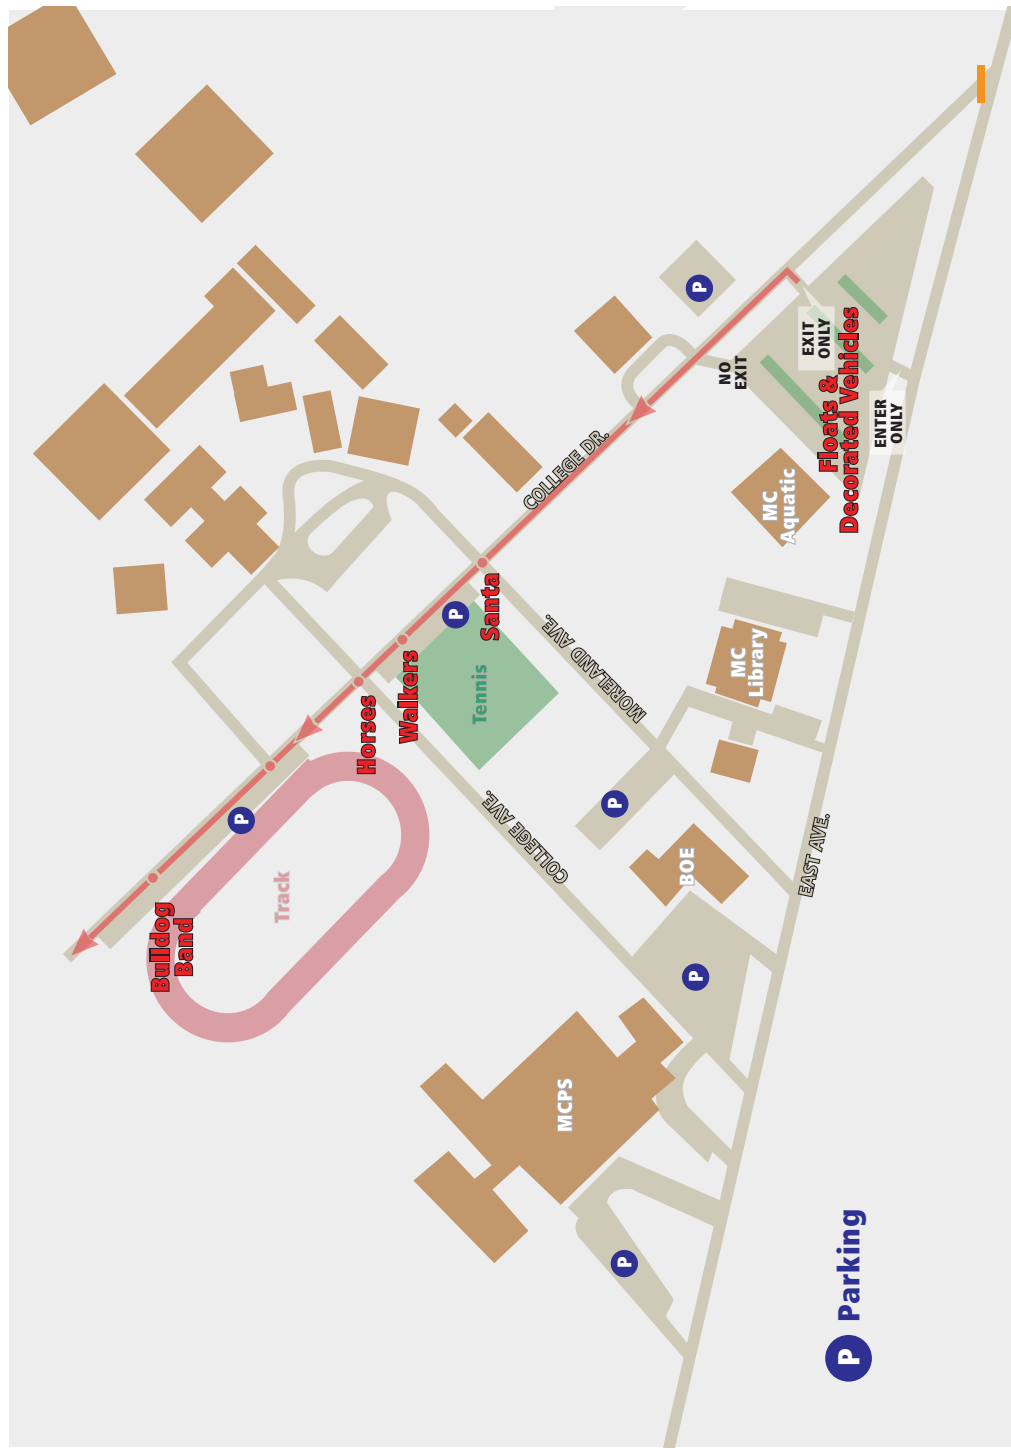 P
EXIT
ONLY
NO
EXIT
Floats &
Decorated Vehicles
ENTER
ONLY
COLLEGE DR.
MC
Aquatic
Santa
P
Walkers
Tennis
MORELAND AVE.
MC
Library
Horses
P
P
COLLEGE AVE.
BOE
EAST AVE.
Track
Bulldog
Band
P
MCPS
P
P Parking